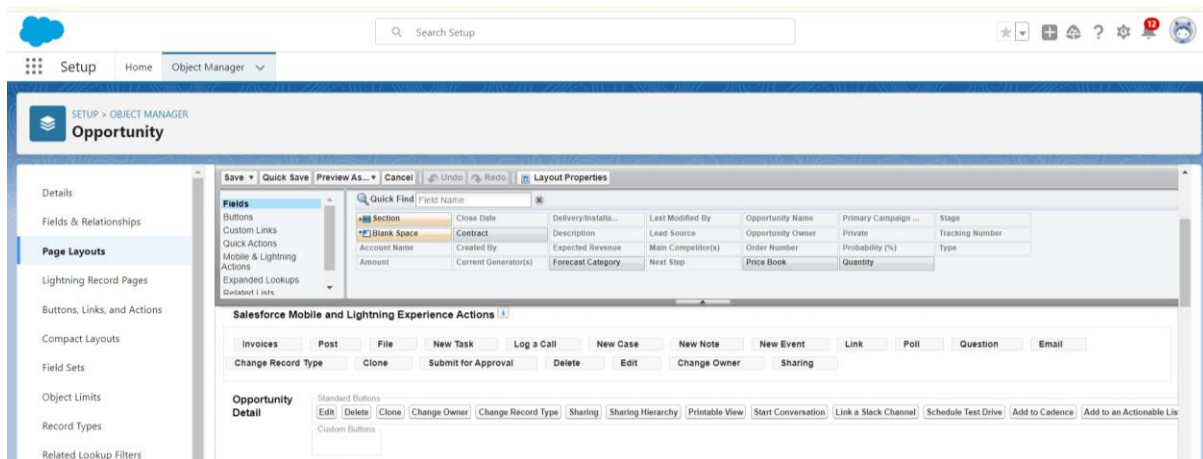 Search Setup
12
Setup Home Object Manager
SETUP > OBJECT MANAGER
Opportunity
Details
Fields & Relationships
Page Layouts
Lightning Record Pages
Buttons, Links, and Actions
Compact Layouts
Field Sets
Object Limits
Record Types
Related Lookup Filters
Save Quick Save Preview As... Cancel Undo Redo Layout Properties
Fields
Buttons
Custom Links
Quick Actions
Mobile & Lightning
Actions
Expanded Lookups
Related Lists
Quick Find Field Name
Section Close Date Delivery/Installa... Last Modified By Opportunity Name Primary Campaign ... Stage
Blank Space Contract Description Lead Source Opportunity Owner Private Tracking Number
Account Name Created By Expected Revenue Main Competitor(s) Order Number Probability (%) Type
Amount Current Generator(s) Forecast Category Next Step Price Book Quantity
Salesforce Mobile and Lightning Experience Actions i
Invoices Post File New Task Log a Call New Case New Note New Event Link Poll Question Email
Change Record Type Clone Submit for Approval Delete Edit Change Owner Sharing
Opportunity
Detail
Standard Buttons
Edit Delete Clone Change Owner Change Record Type Sharing Sharing Hierarchy Printable View Start Conversation Link a Slack Channel Schedule Test Drive Add to Cadence Add to an Actionable Lis
Custom Buttons